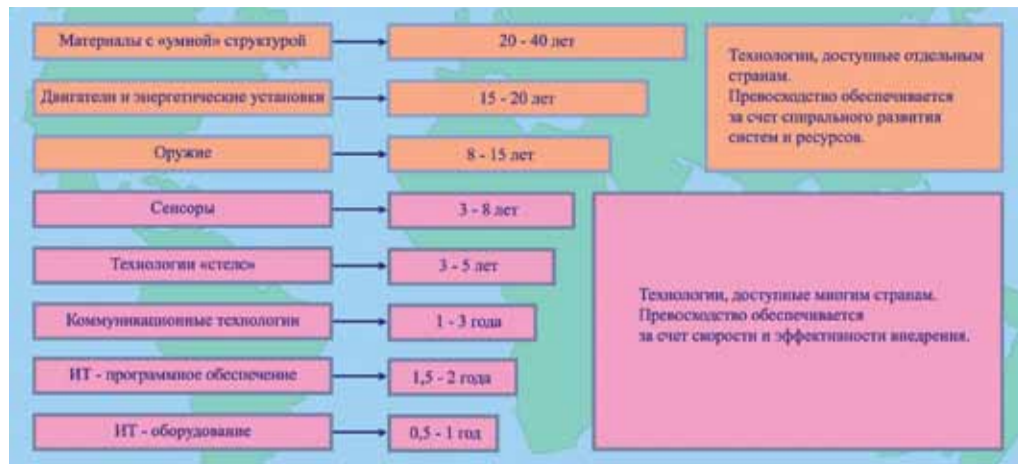 Материалы с «умной» структурой
20 - 40 лет
Двигатели и энергетические установки
15 - 20 лет
Оружие
8 - 15 лет
Сенсоры
3 - 8 лет
Технологии «стелс»
3 - 5 лет
Коммуникационные технологии
1 - 3 года
ИТ - программное обеспечение
1,5 - 2 года
ИТ - оборудование
0,5 - 1 год
Технологии, доступные отдельным
странам.
Превосходство обеспечивается
за счет спирального развития
систем и ресурсов.
Технологии, доступные многим странам.
Превосходство обеспечивается
за счет скорости и эффективности внедрения.